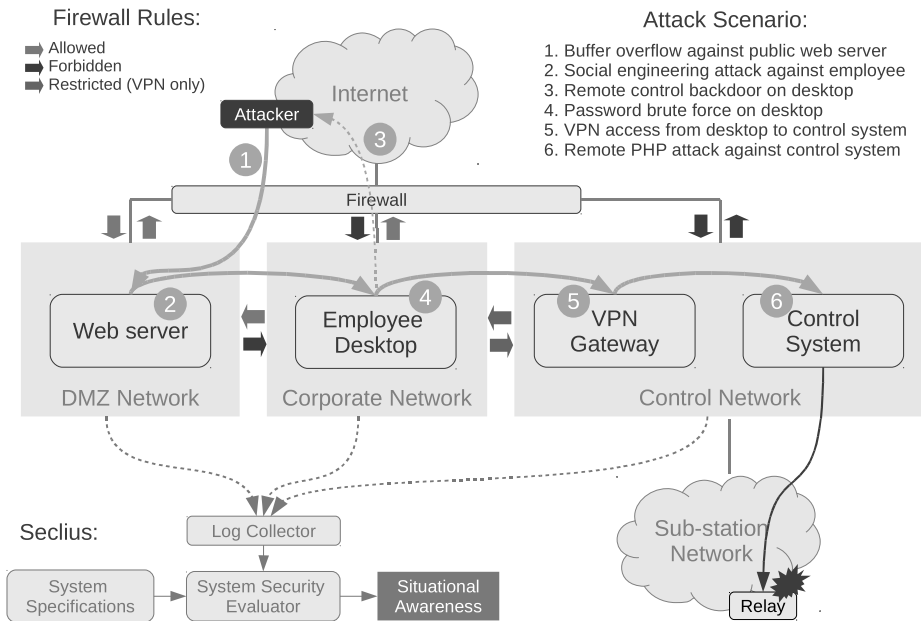 Firewall Rules:
Allowed
Forbidden
Restricted (VPN only)
Attack Scenario:
1. Buffer overflow against public web server
2. Social engineering attack against employee
3. Remote control backdoor on desktop
4. Password brute force on desktop
5. VPN access from desktop to control system
6. Remote PHP attack against control system
Internet
Attacker
1
3
Firewall
2
Web server
DMZ Network
4
Employee
Desktop
Corporate Network
5
VPN
Gateway
6
Control
System
Control Network
Seclius:
Log Collector
System
Specifications
System Security
Evaluator
Situational
Awareness
Sub-station
Network
Relay